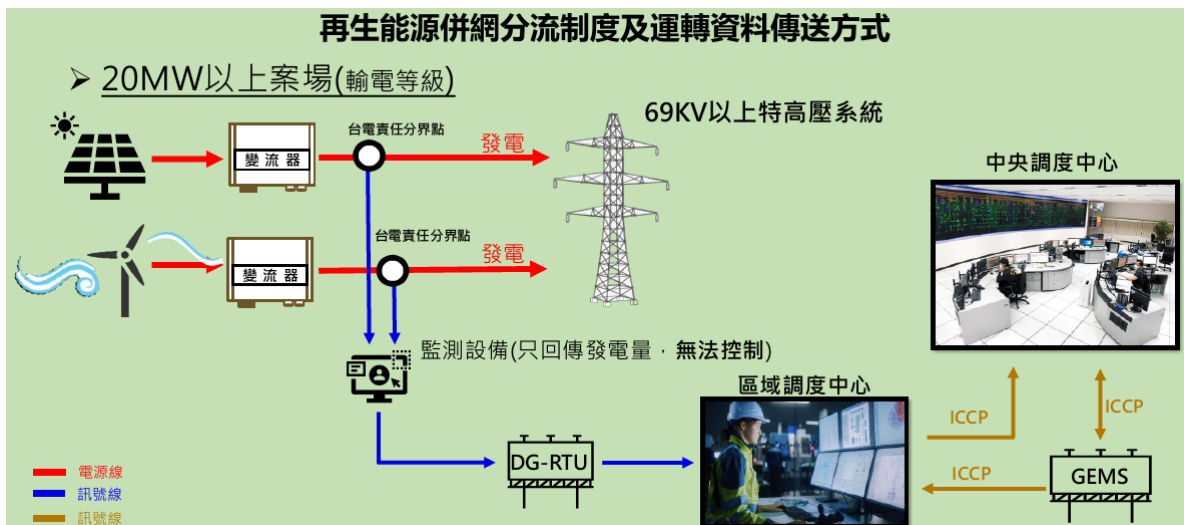 再生能源併網分流制度及運轉資料傳送方式
➢ 20MW以上案場(輸電等級)
台電責任分界點
變流器
發電
69KV以上特高壓系統
台電責任分界點
變流器
發電
中央調度中心
監測設備(只回傳發電量，無法控制)
區域調度中心
ICCP
ICCP
DG-RTU
ICCP
GEMS
電源線
訊號線
訊號線